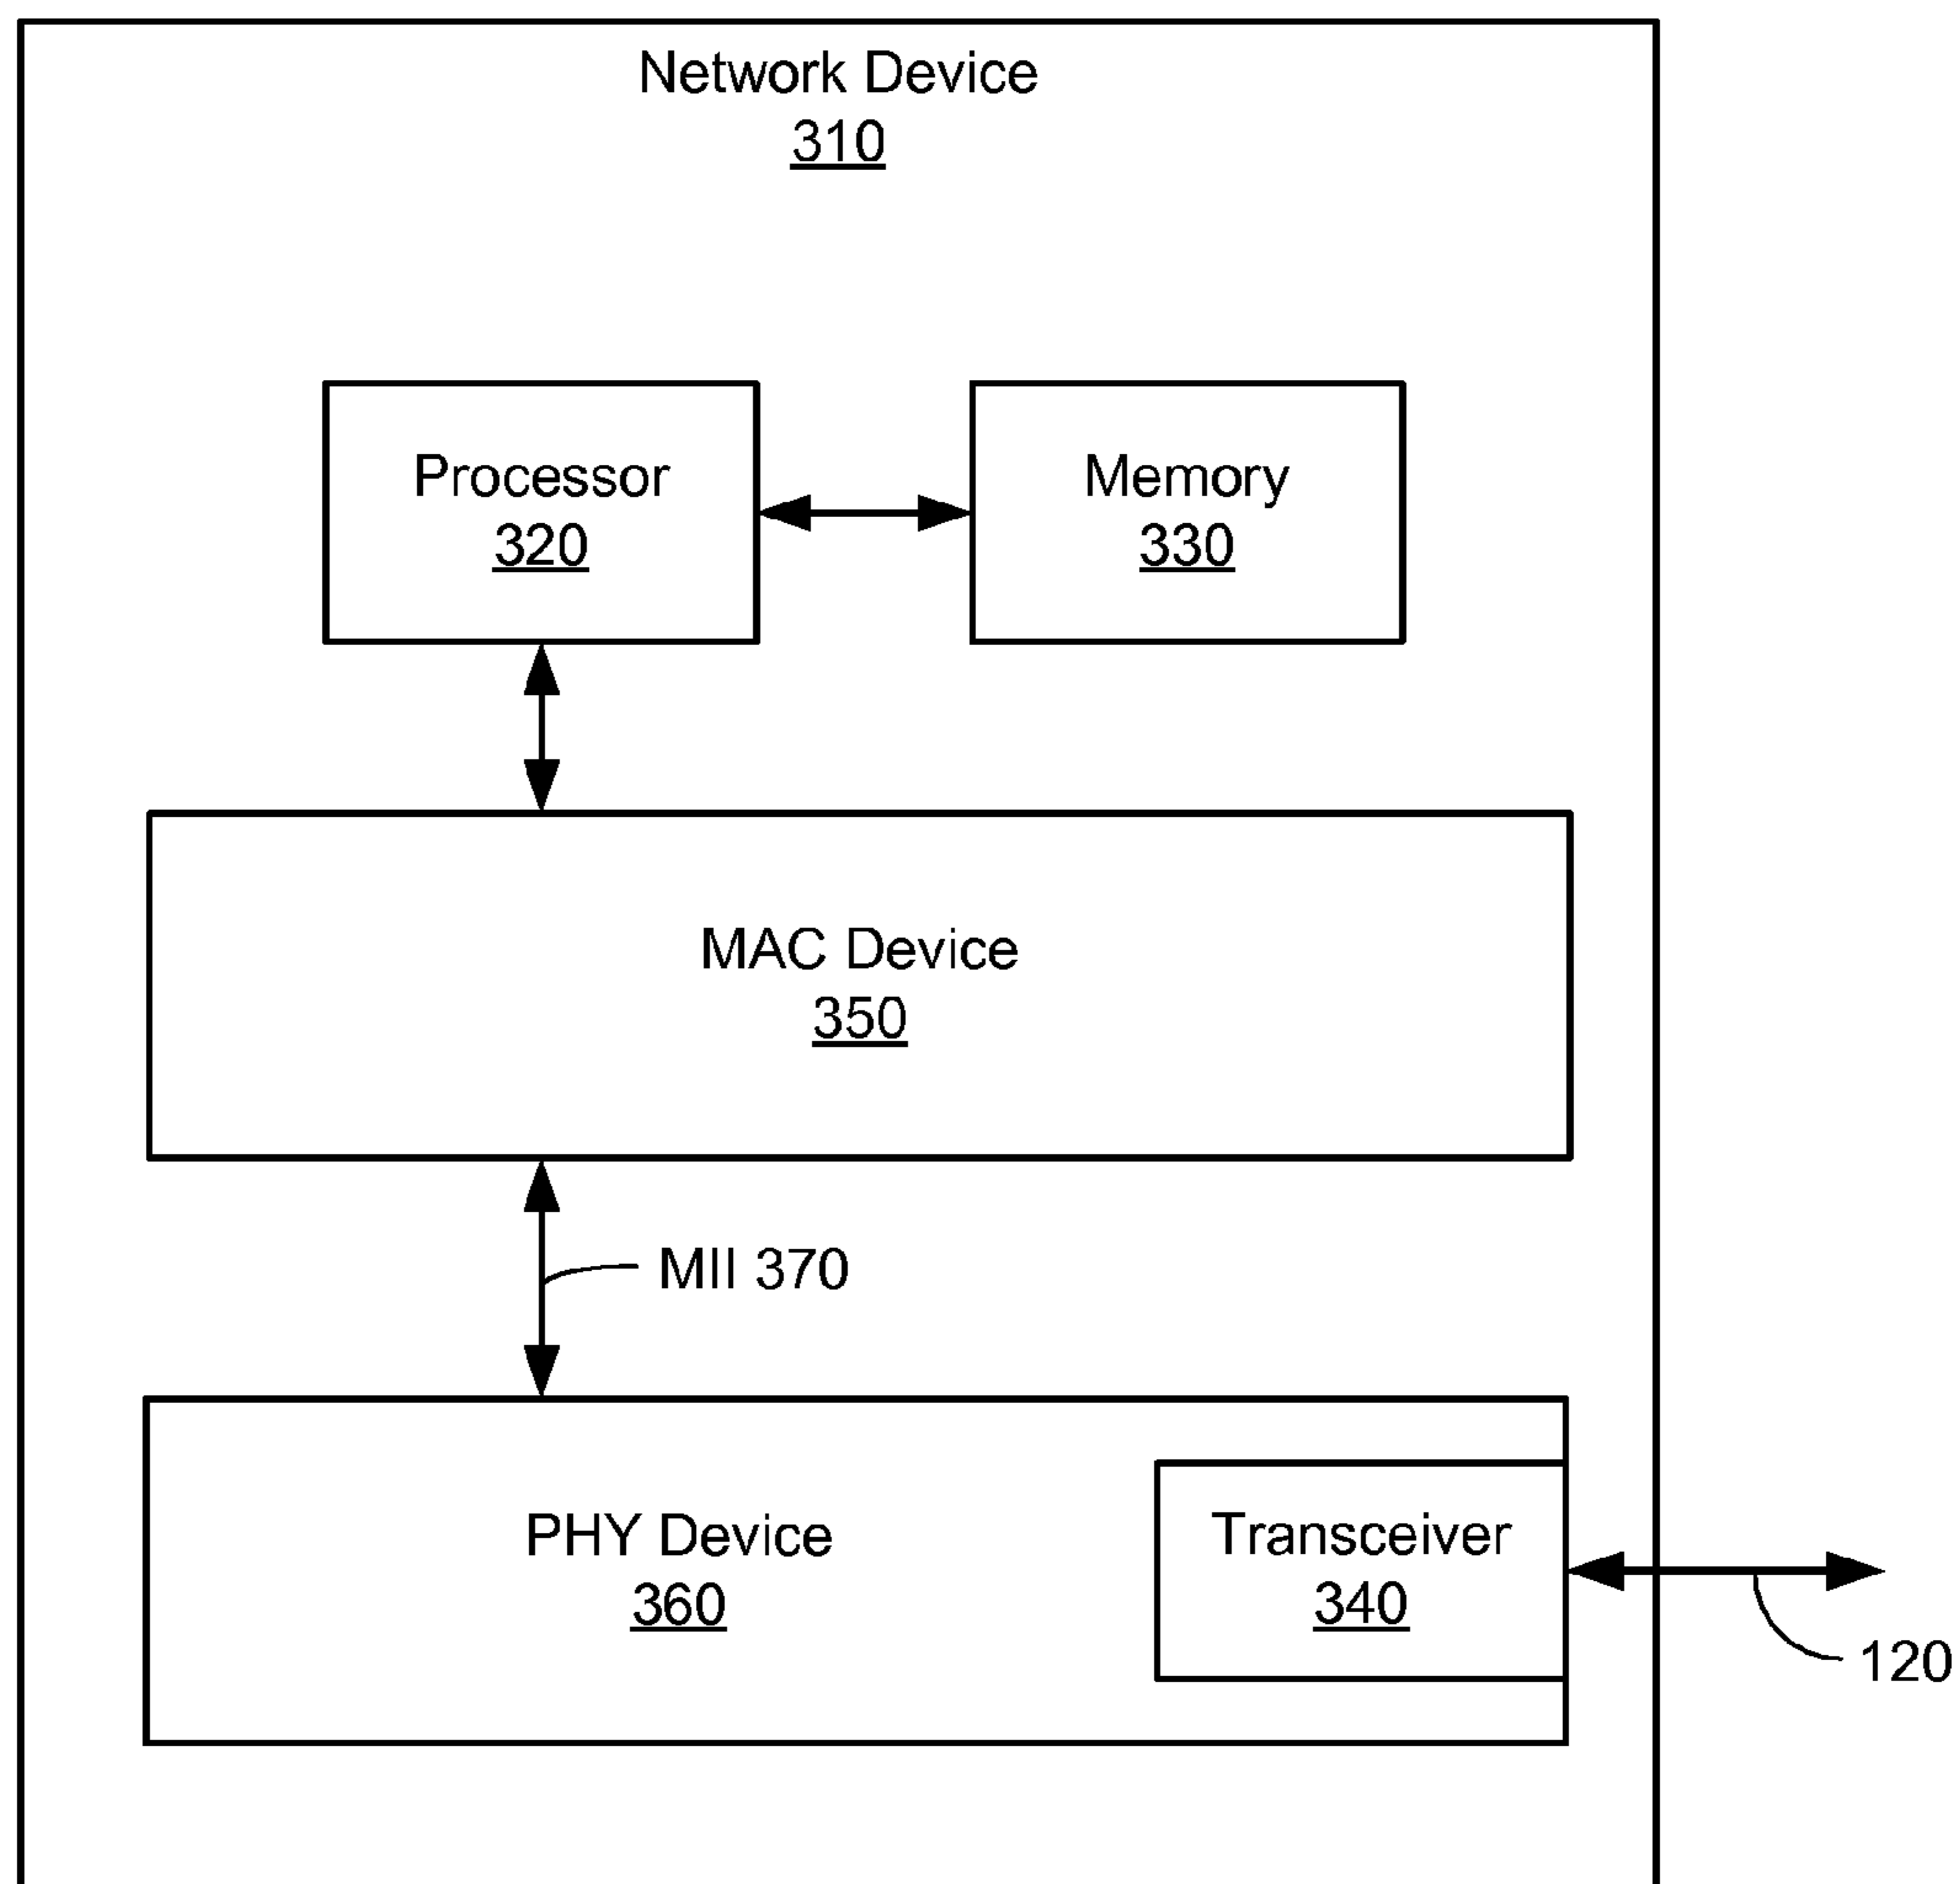 Network Device
310
Processor
320
Memory
330
MAC Device
350
MII 370
PHY Device
360
Transceiver
340
120